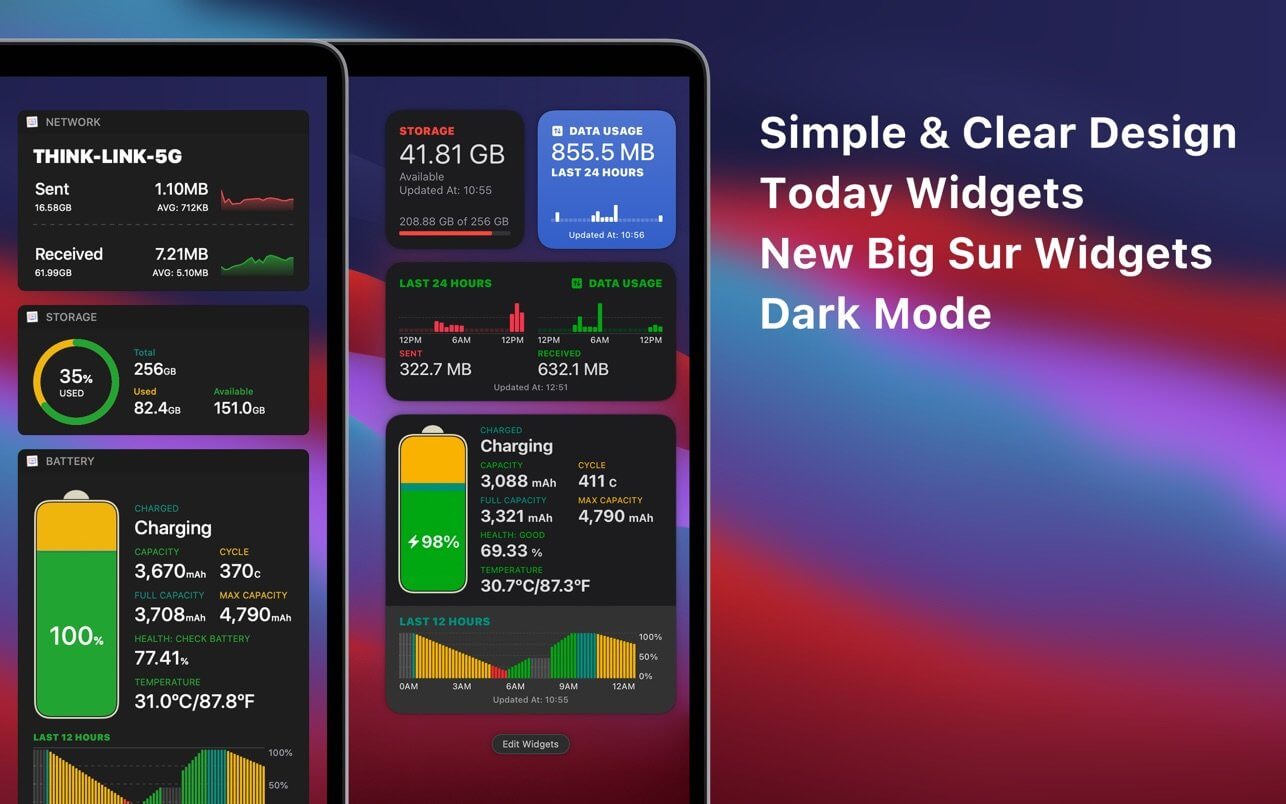 NETWORK
THINK-LINK-5G
Sent 1.10MB
16.58GB AVG: 712KB
Received 7.21MB
61.99GB AVG: 5.10MB
STORAGE
35%
USED
Total
256GB
Used Available
82.4GB 151.0GB
BATTERY
100%
CHARGED
Charging
CAPACITY CYCLE
3,670mAh 370C
FULL CAPACITY MAX CAPACITY
3,708mAh 4,790mAh
HEALTH: CHECK BATTERY
77.41%
TEMPERATURE
31.0ºC/87.8ºF
LAST 12 HOURS
100%
50%
STORAGE
41.81 GB
Available
Updated At: 10:55
208.88 GB of 256 GB
DATA USAGE
855.5 MB
LAST 24 HOURS
Updated At: 10:56
LAST 24 HOURS DATA USAGE
12PM 6AM 12PM 12PM 6AM 12PM
SENT RECEIVED
322.7 MB 632.1 MB
Updated At: 12:51
98%
CHARGED
Charging
CAPACITY CYCLE
3,088 mAh 411 C
FULL CAPACITY MAX CAPACITY
3,321 mAh 4,790 mAh
HEALTH: GOOD
69.33 %
TEMPERATURE
30.7ºC/87.3ºF
LAST 12 HOURS
100%
50%
0%
0AM 3AM 6AM 9AM 12AM
Updated At: 10:55
Edit Widgets
Simple & Clear Design
Today Widgets
New Big Sur Widgets
Dark Mode